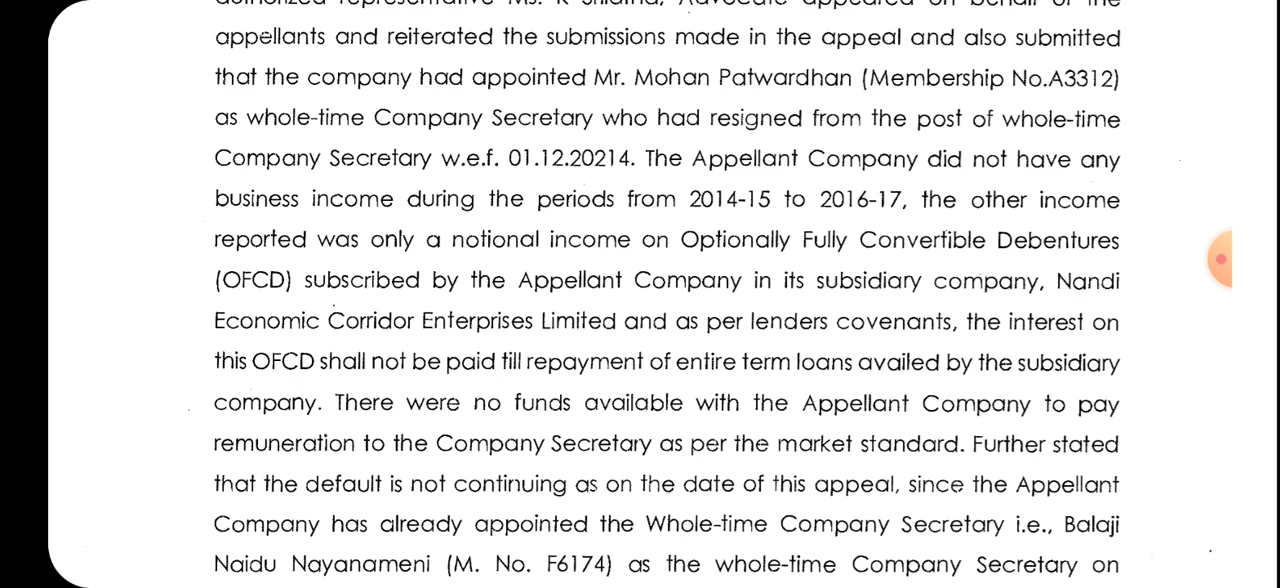 appellants and reiterated the submissions made in the appeal and also submitted
that the company had appointed Mr. Mohan Patwardhan (Membership No.A3312)
as whole-time Company Secretary who had resigned from the post of whole-time
Company Secretary w.e.f. 01.12.20214. The Appellant Company did not have any
business income during the periods from 2014-15 to 2016-17, the other income
reported was only a notional income on Optionally Fully Convertible Debentures
(OFCD) subscribed by the Appellant Company in its subsidiary company, Nandi
Economic Corridor Enterprises Limited and as per lenders covenants, the interest on
this OFCD shall not be paid till repayment of entire term loans availed by the subsidiary
company. There were no funds available with the Appellant Company to pay
remuneration to the Company Secretary as per the market standard. Further stated
that the default is not continuing as on the date of this appeal, since the Appellant
Company has already appointed the Whole-time Company Secretary i.e., Balaji
Naidu Nayanameni (M. No. F6174) as the whole-time Company Secretary on